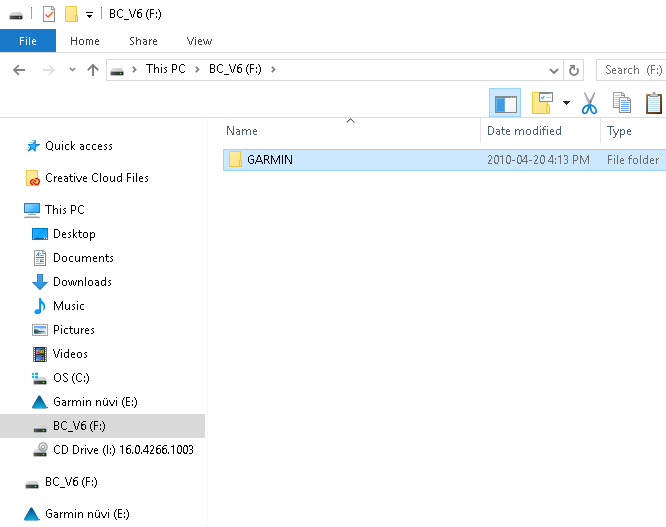 BC_V6 (F:)
File Home Share View
This PC BC_V6 (F:) Search (F:)
Name Date modified Type
GARMIN 2010-04-20 4:13 PM File folder
Quick access
Creative Cloud Files
This PC
Desktop
Documents
Downloads
Music
Pictures
Videos
OS (C:)
Garmin nüvi (E:)
BC_V6 (F:)
CD Drive (I:) 16.0.4266.1003
BC_V6 (F:)
Garmin nüvi (E:)